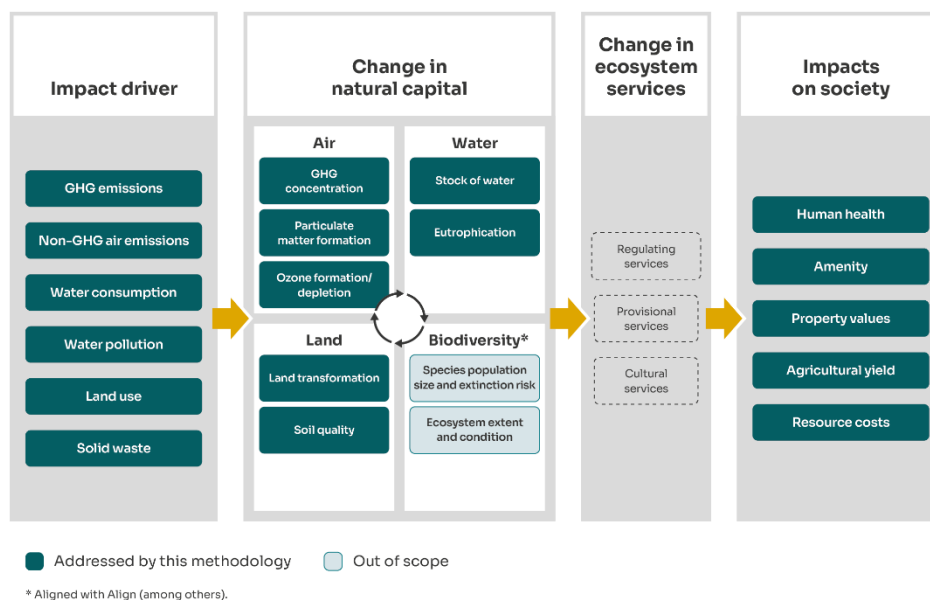 Impact driver
GHG emissions
Non-GHG air emissions
Water consumption
Water pollution
Land use
Solid waste
Change in
natural capital
Air
GHG
concentration
Particulate
matter formation
Ozone formation/
depletion
Water
Stock of water
Eutrophication
Land
Land transformation
Soil quality
Biodiversity*
Species population
size and extinction risk
Ecosystem extent
and condition
Change in
ecosystem
services
Regulating
services
Provisional
services
Cultural
services
Impacts
on society
Human health
Amenity
Property values
Agricultural yield
Resource costs
Addressed by this methodology
Out of scope
* Aligned with Align (among others).